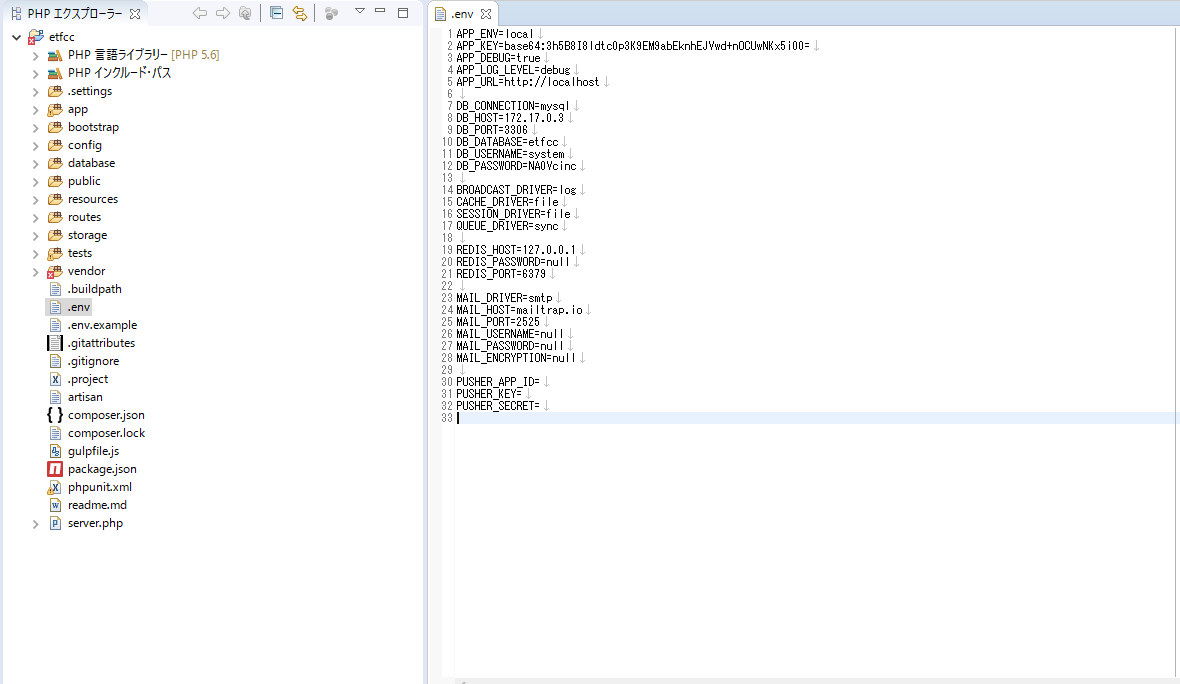 PHP エクスプローラー
etfcc
PHP 言語ライブラリー [PHP 5.6]
PHP インクルード・パス
.settings
app
bootstrap
config
database
public
resources
routes
storage
tests
vendor
.buildpath
.env
.env.example
.gitattributes
.gitignore
.project
artisan
composer.json
composer.lock
gulpfile.js
package.json
phpunit.xml
readme.md
server.php
.env
1 APP_ENV=local↓
2 APP_KEY=base64:3h5B8I8Idtc0p3K9EM9abEknhEJVwd+nOCUwNKx5i00=↓
3 APP_DEBUG=true↓
4 APP_LOG_LEVEL=debug↓
5 APP_URL=http://localhost↓
6 ↓
7 DB_CONNECTION=mysql↓
8 DB_HOST=172.17.0.3↓
9 DB_PORT=3306↓
10 DB_DATABASE=etfcc↓
11 DB_USERNAME=system↓
12 DB_PASSWORD=NA0Ycinc↓
13 ↓
14 BROADCAST_DRIVER=log↓
15 CACHE_DRIVER=file↓
16 SESSION_DRIVER=file↓
17 QUEUE_DRIVER=sync↓
18 ↓
19 REDIS_HOST=127.0.0.1↓
20 REDIS_PASSWORD=null↓
21 REDIS_PORT=6379↓
22 ↓
23 MAIL_DRIVER=smtp↓
24 MAIL_HOST=mailtrap.io↓
25 MAIL_PORT=2525↓
26 MAIL_USERNAME=null↓
27 MAIL_PASSWORD=null↓
28 MAIL_ENCRYPTION=null↓
29 ↓
30 PUSHER_APP_ID=↓
31 PUSHER_KEY=↓
32 PUSHER_SECRET=↓
33